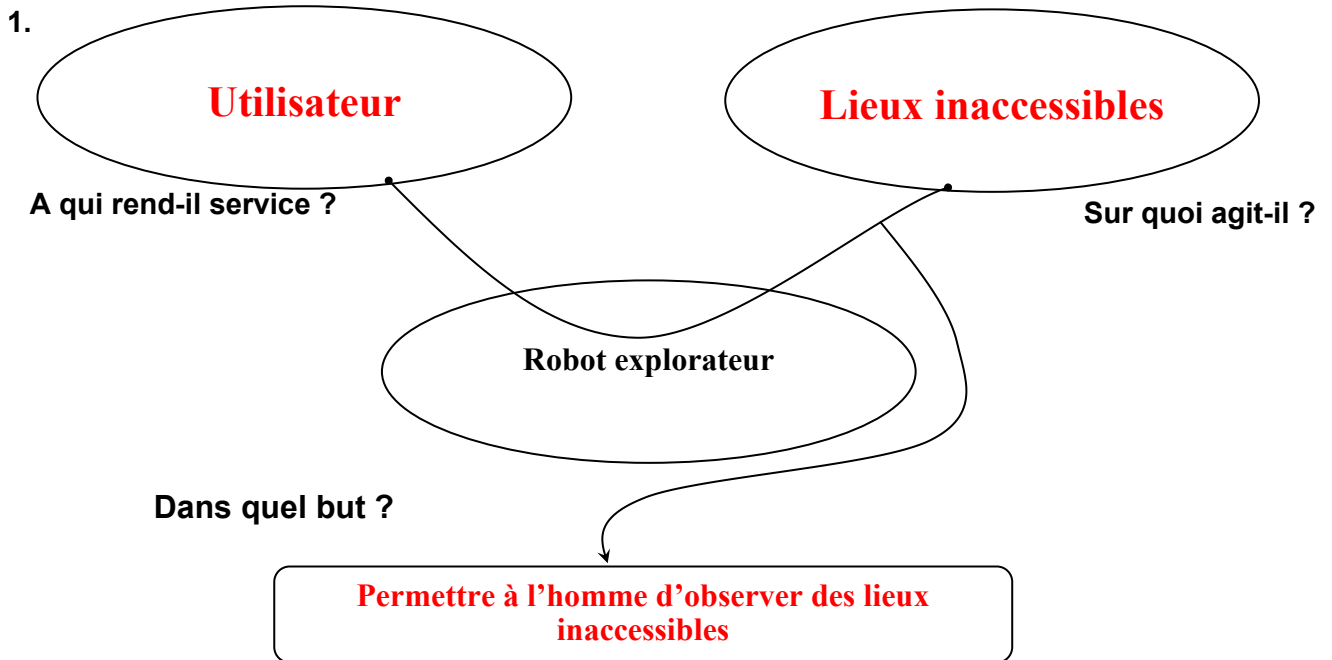 1.
Utilisateur
Lieux inaccessibles
A qui rend-il service ?
Sur quoi agit-il ?
Robot explorateur
Dans quel but ?
Permettre à l’homme d’observer des lieux
inaccessibles